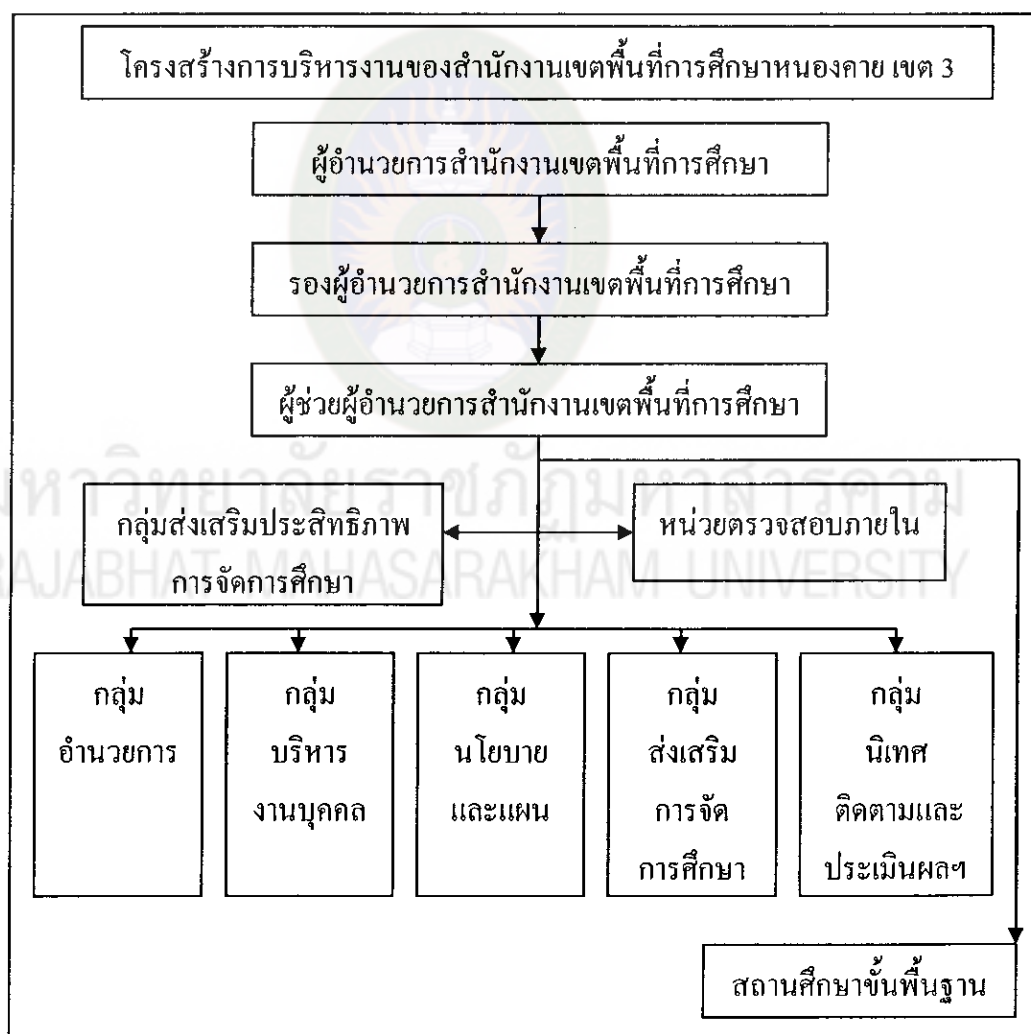 โครงสร้างการบริหารงานของสำนักงานเขตพื้นที่การศึกษาหนองคาย เขต 3
ผู้อำนวยการสำนักงานเขตพื้นที่การศึกษา
รองผู้อำนวยการสำนักงานเขตพื้นที่การศึกษา
ผู้ช่วยผู้อำนวยการสำนักงานเขตพื้นที่การศึกษา
มหาวิทยาลัยราชภัฏมหาสารคาม
RAJABHAT MAHASARAKHAM UNIVERSITY
กลุ่มส่งเสริมประสิทธิภาพ
การจัดการศึกษา
หน่วยตรวจสอบภายใน
กลุ่ม
อำนวยการ
กลุ่ม
บริหาร
งานบุคคล
กลุ่ม
นโยบาย
และแผน
กลุ่ม
ส่งเสริม
การจัด
การศึกษา
กลุ่ม
นิเทศ
ติดตามและ
ประเมินผลฯ
สถานศึกษาขั้นพื้นฐาน